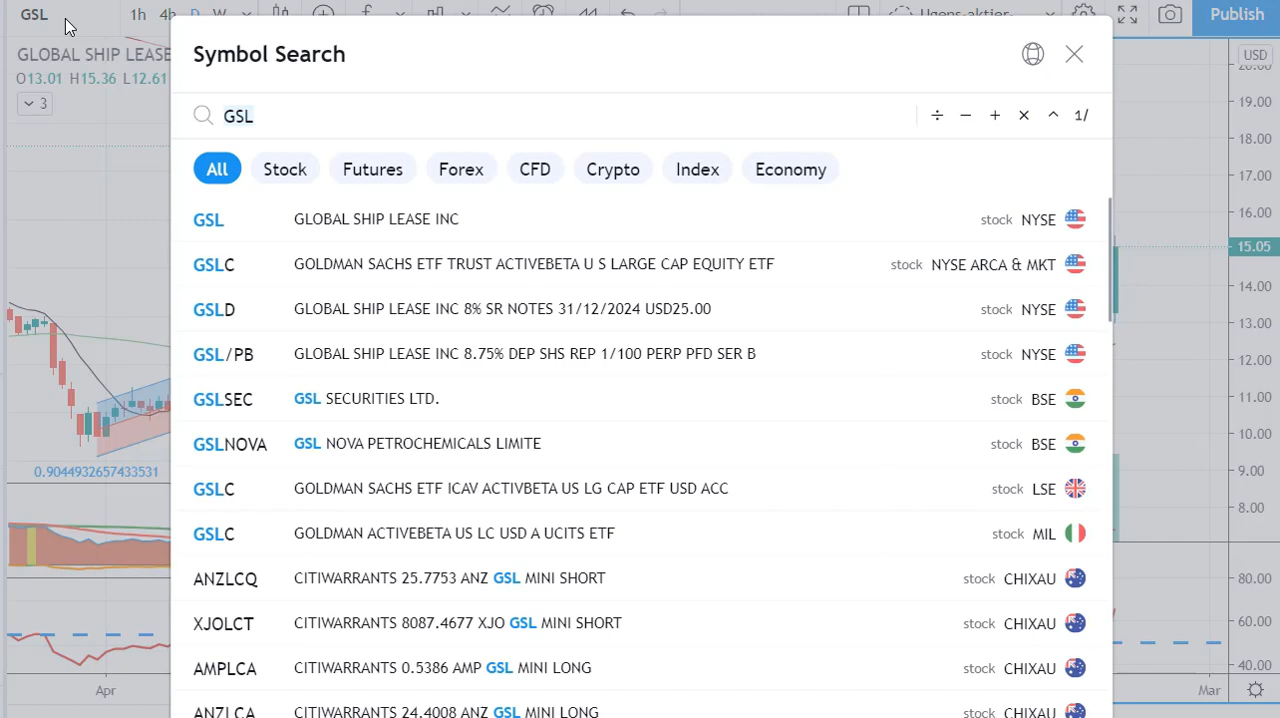 GSL
1h 4h D W
Ugens-aktier-
Publish
GLOBAL SHIP LEASE
O13.01 H15.36 L12.61
3
USD
Symbol Search
GSL
÷ − + × ^ 1/
All Stock Futures Forex CFD Crypto Index Economy
GSL GLOBAL SHIP LEASE INC stock NYSE
GSLC GOLDMAN SACHS ETF TRUST ACTIVEBETA U S LARGE CAP EQUITY ETF stock NYSE ARCA & MKT
GSLD GLOBAL SHIP LEASE INC 8% SR NOTES 31/12/2024 USD25.00 stock NYSE
GSL/PB GLOBAL SHIP LEASE INC 8.75% DEP SHS REP 1/100 PERP PFD SER B stock NYSE
GSLSEC GSL SECURITIES LTD. stock BSE
GSLNOVA GSL NOVA PETROCHEMICALS LIMITE stock BSE
GSLC GOLDMAN SACHS ETF ICAV ACTIVBETA US LG CAP ETF USD ACC stock LSE
GSLC GOLDMAN ACTIVEBETA US LC USD A UCITS ETF stock MIL
ANZLCQ CITIWARRANTS 25.7753 ANZ GSL MINI SHORT stock CHIXAU
XJOLCT CITIWARRANTS 8087.4677 XJO GSL MINI SHORT stock CHIXAU
AMPLCA CITIWARRANTS 0.5386 AMP GSL MINI LONG stock CHIXAU
ANZLCA CITIWARRANTS 24.4008 ANZ GSL MINI LONG stock CHIXAU
0.9044932657433531
20.00
19.00
18.00
17.00
16.00
15.05
14.00
13.00
12.00
11.00
10.00
9.00
8.00
80.00
60.00
40.00
Apr
Mar